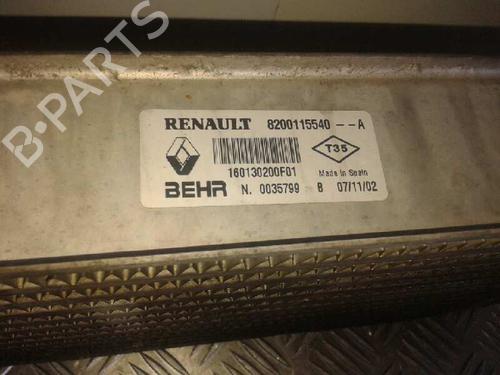 RENAULT 8200115540--A
T35
160130200F01
Made in Spain
BEHR N. 0035799 B 07/11/02
B-PARTS